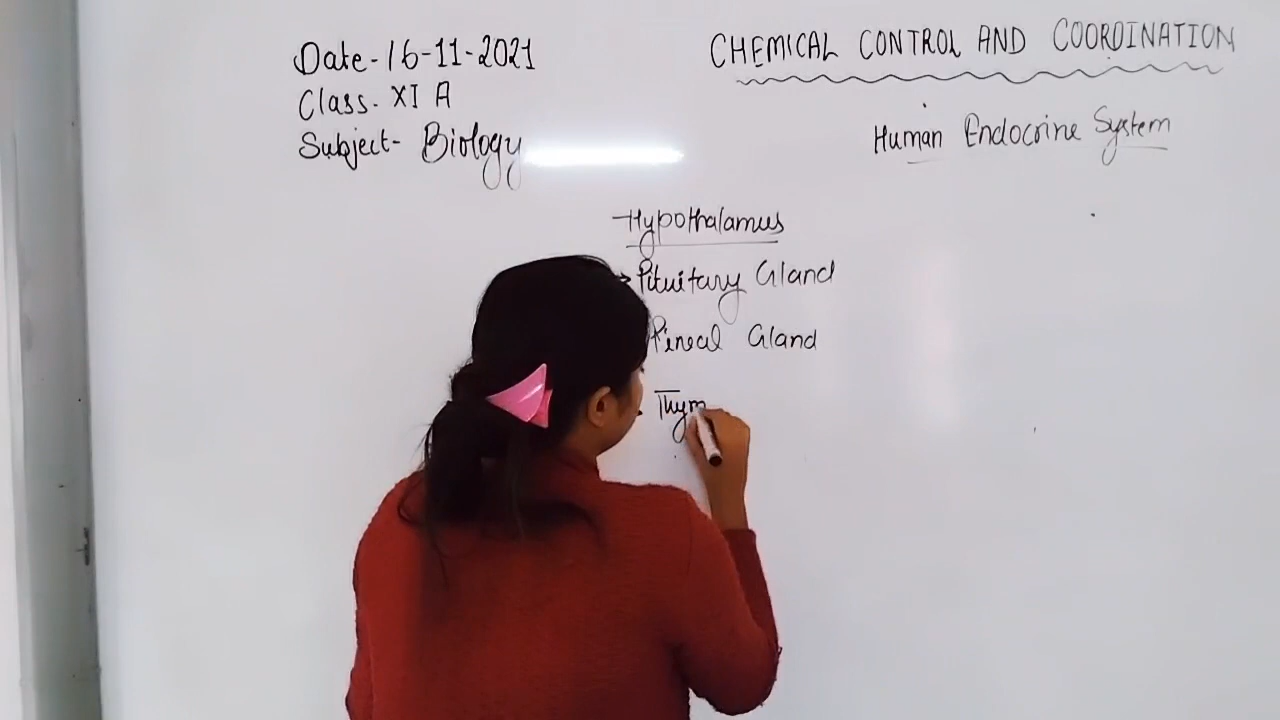 Date-16-11-2021
Class- XI A
Subject- Biology
CHEMICAL CONTROL AND COORDINATION
Human Endocrine System
Hypothalamus
Pituitary Gland
Pineal Gland
Thym